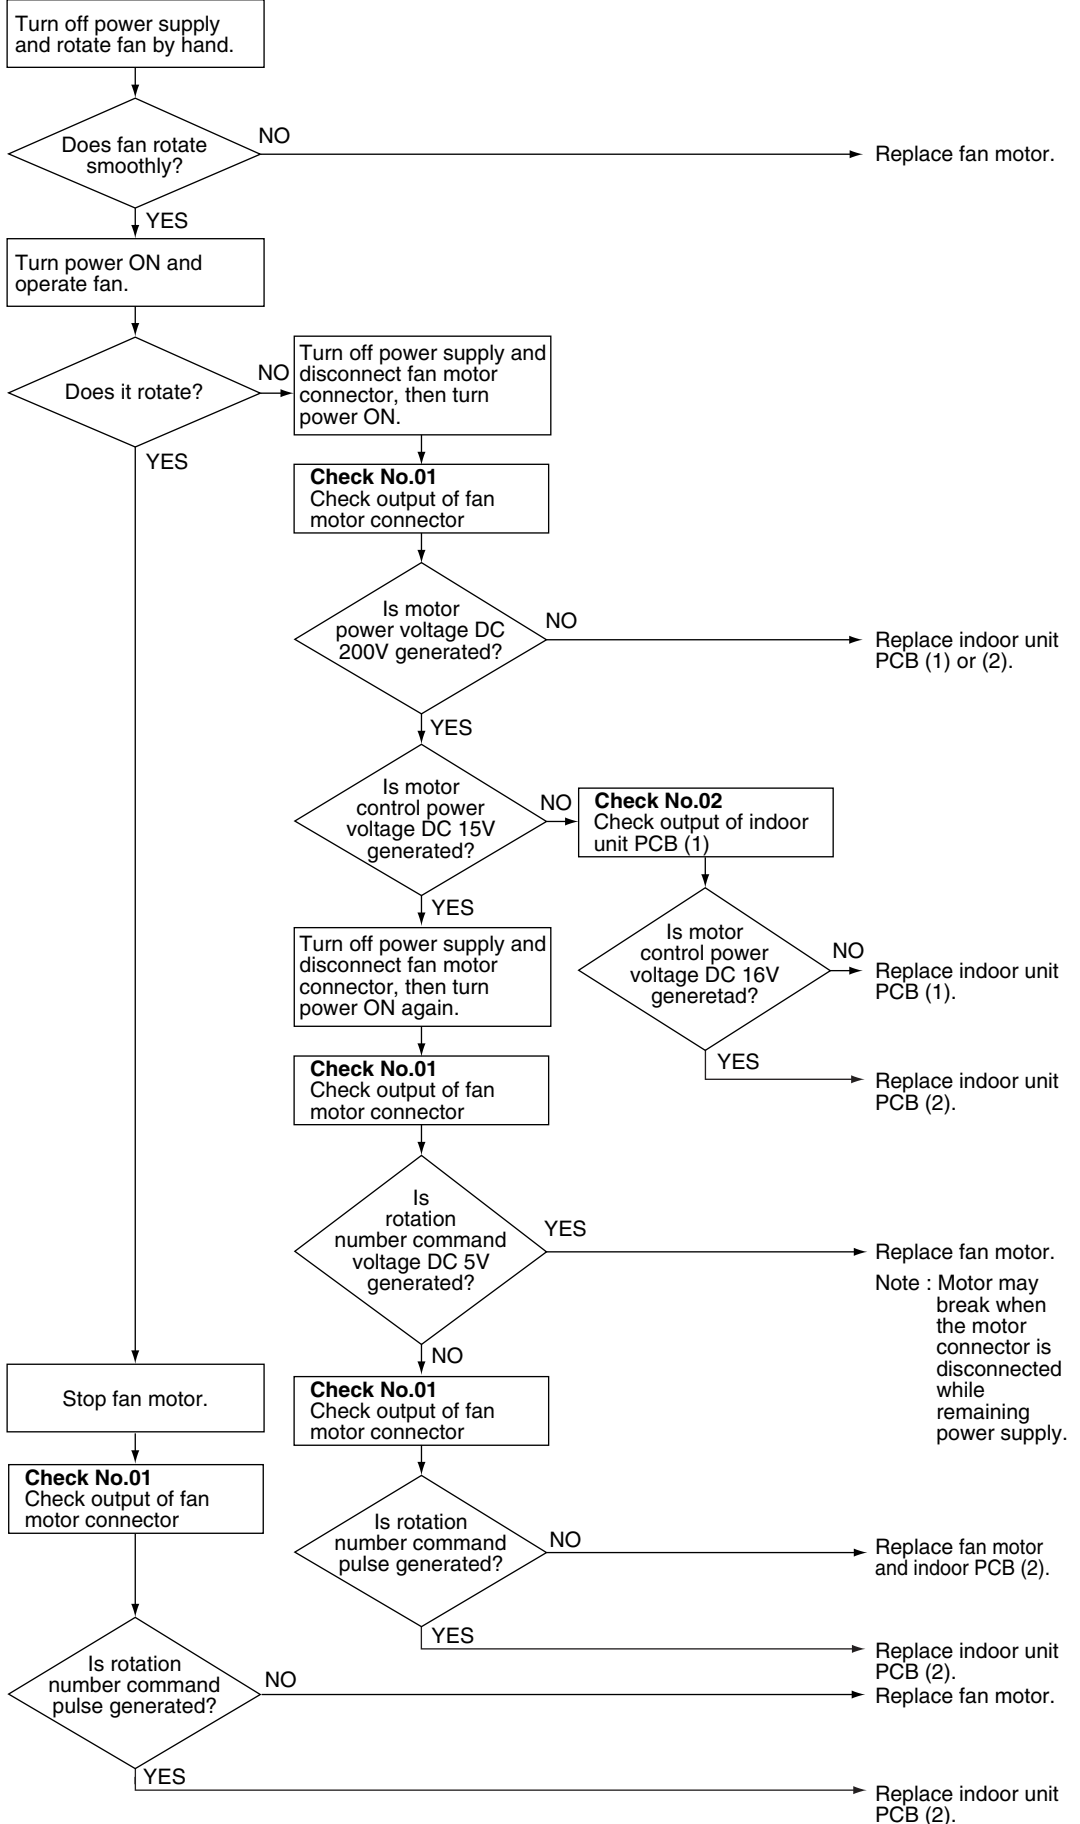 Turn off power supply
and rotate fan by hand.
Does fan rotate
smoothly?
NO
Replace fan motor.
YES
Turn power ON and
operate fan.
Does it rotate?
NO
Turn off power supply and
disconnect fan motor
connector, then turn
power ON.
YES
Check No.01
Check output of fan
motor connector
Is motor
power voltage DC
200V generated?
NO
Replace indoor unit
PCB (1) or (2).
YES
Is motor
control power
voltage DC 15V
generated?
NO
Check No.02
Check output of indoor
unit PCB (1)
YES
Is motor
control power
voltage DC 16V
generetad?
NO
Replace indoor unit
PCB (1).
YES
Replace indoor unit
PCB (2).
Turn off power supply and
disconnect fan motor
connector, then turn
power ON again.
Check No.01
Check output of fan
motor connector
Is
rotation
number command
voltage DC 5V
generated?
YES
Replace fan motor.
Note : Motor may
break when
the motor
connector is
disconnected
while
remaining
power supply.
NO
Check No.01
Check output of fan
motor connector
Is rotation
number command
pulse generated?
NO
Replace fan motor
and indoor PCB (2).
YES
Replace indoor unit
PCB (2).
Stop fan motor.
Check No.01
Check output of fan
motor connector
Is rotation
number command
pulse generated?
NO
Replace fan motor.
YES
Replace indoor unit
PCB (2).